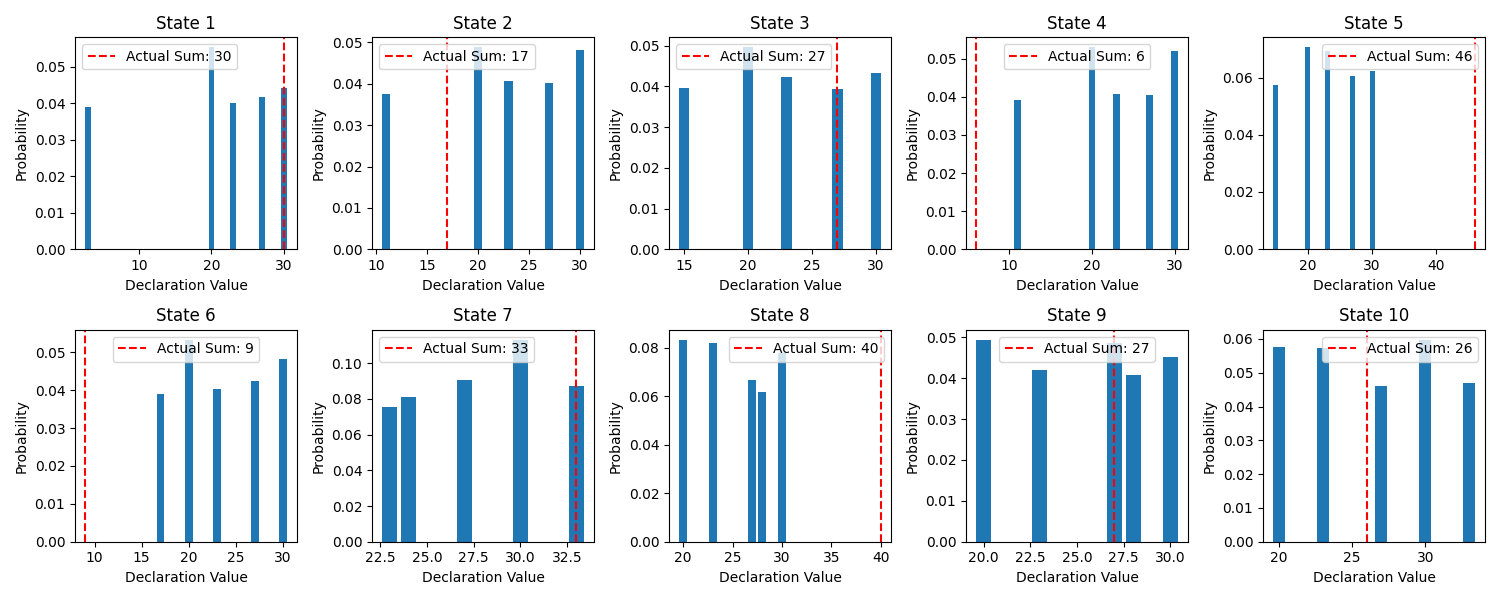 State 1
Actual Sum: 30
Probability
0.05
0.04
0.03
0.02
0.01
0.00
10 20 30
Declaration Value
State 2
Actual Sum: 17
Probability
0.05
0.04
0.03
0.02
0.01
0.00
10 15 20 25 30
Declaration Value
State 3
Actual Sum: 27
Probability
0.05
0.04
0.03
0.02
0.01
0.00
15 20 25 30
Declaration Value
State 4
Actual Sum: 6
Probability
0.05
0.04
0.03
0.02
0.01
0.00
10 20 30
Declaration Value
State 5
Actual Sum: 46
Probability
0.06
0.04
0.02
0.00
20 30 40
Declaration Value
State 6
Actual Sum: 9
Probability
0.05
0.04
0.03
0.02
0.01
0.00
10 15 20 25 30
Declaration Value
State 7
Actual Sum: 33
Probability
0.10
0.08
0.06
0.04
0.02
0.00
22.5 25.0 27.5 30.0 32.5
Declaration Value
State 8
Actual Sum: 40
Probability
0.08
0.06
0.04
0.02
0.00
20 25 30 35 40
Declaration Value
State 9
Actual Sum: 27
Probability
0.05
0.04
0.03
0.02
0.01
0.00
20.0 22.5 25.0 27.5 30.0
Declaration Value
State 10
Actual Sum: 26
Probability
0.06
0.05
0.04
0.03
0.02
0.01
0.00
20 25 30
Declaration Value